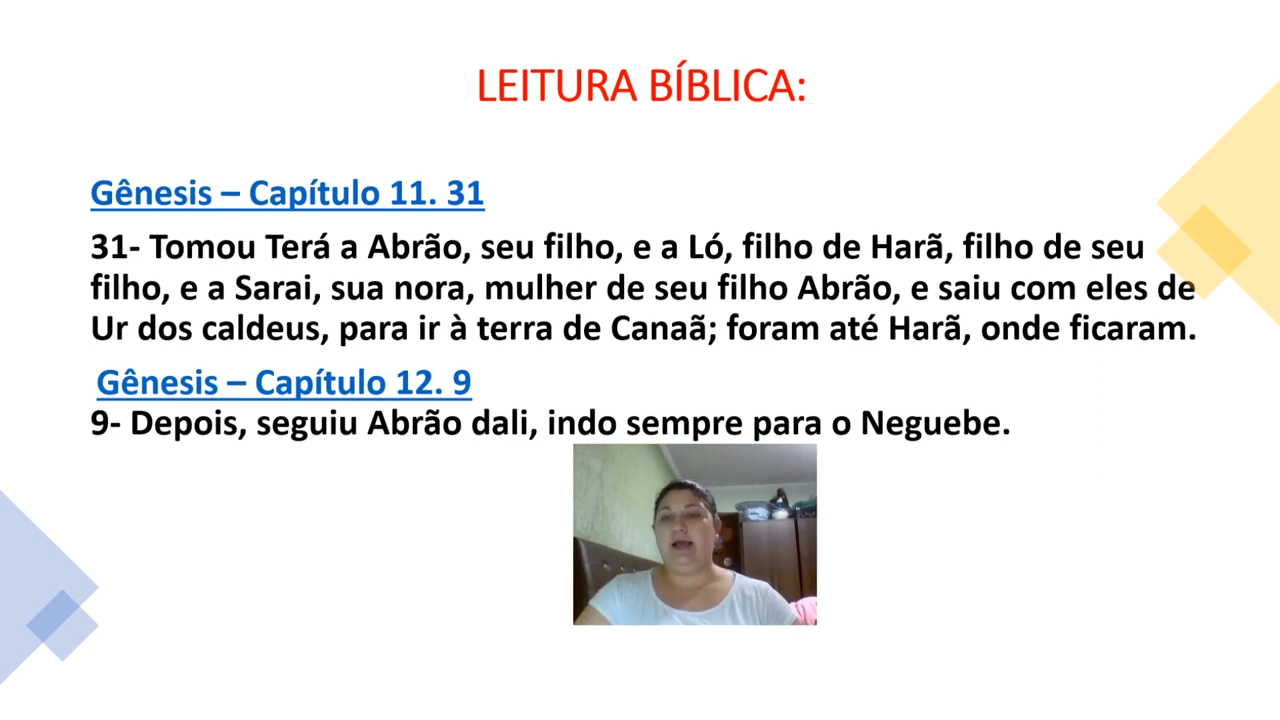 LEITURA BÍBLICA:
Gênesis – Capítulo 11. 31
31- Tomou Terá a Abrão, seu filho, e a Ló, filho de Harã, filho de seu
filho, e a Sarai, sua nora, mulher de seu filho Abrão, e saiu com eles de
Ur dos caldeus, para ir à terra de Canaã; foram até Harã, onde ficaram.
Gênesis – Capítulo 12. 9
9- Depois, seguiu Abrão dali, indo sempre para o Neguebe.